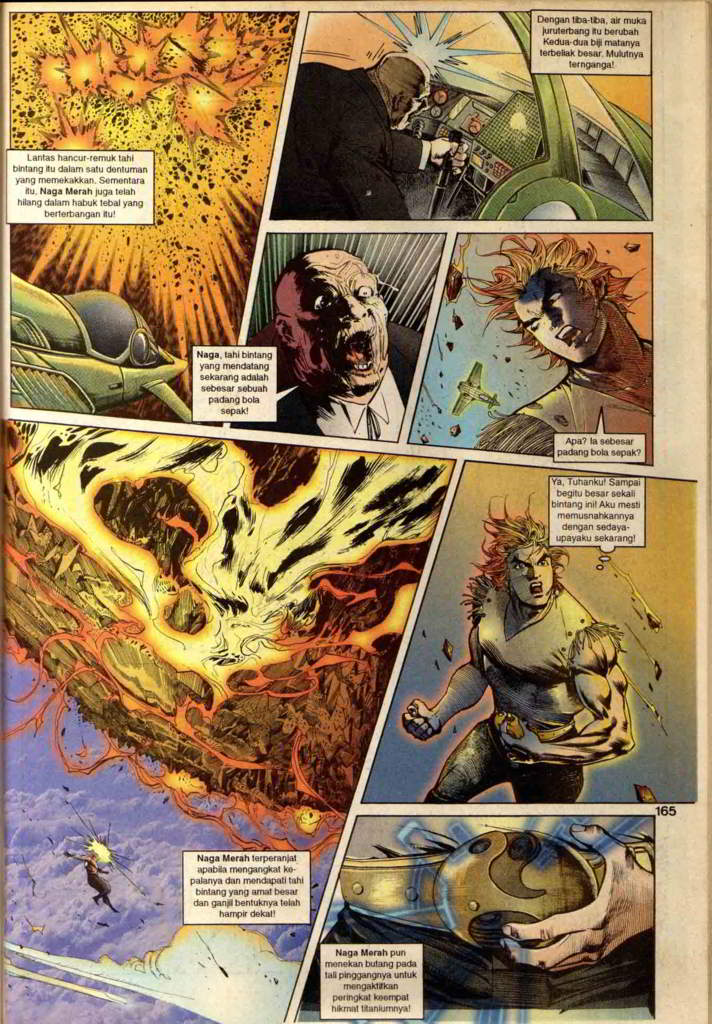 Lantas hancur-remuk tahi
bintang itu dalam satu dentuman
yang memekakkan. Sementara
itu, Naga Merah juga telah
hilang dalam habuk tebal yang
berterbangan itu!
Dengan tiba-tiba, air muka
juruterbang itu berubah
Kedua-dua biji matanya
terbeliak besar. Mulutnya
ternganga!
Naga, tahi bintang
yang mendatang
sekarang adalah
sebesar sebuah
padang bola
sepak!
Apa? Ia sebesar
padang bola sepak?
Naga Merah terperanjat
apabila mengangkat ke-
palanya dan mendapati tahi
bintang yang amat besar
dan ganjil bentuknya telah
hampir dekat!
Ya, Tuhanku! Sampai
begitu besar sekali
bintang ini! Aku mesti
memusnahkannya
dengan sedaya-
upayaku sekarang!
165
Naga Merah pun
menekan butang pada
tali pinggangnya untuk
mengaktifkan
peringkat keempat
hikmat titaniumnya!